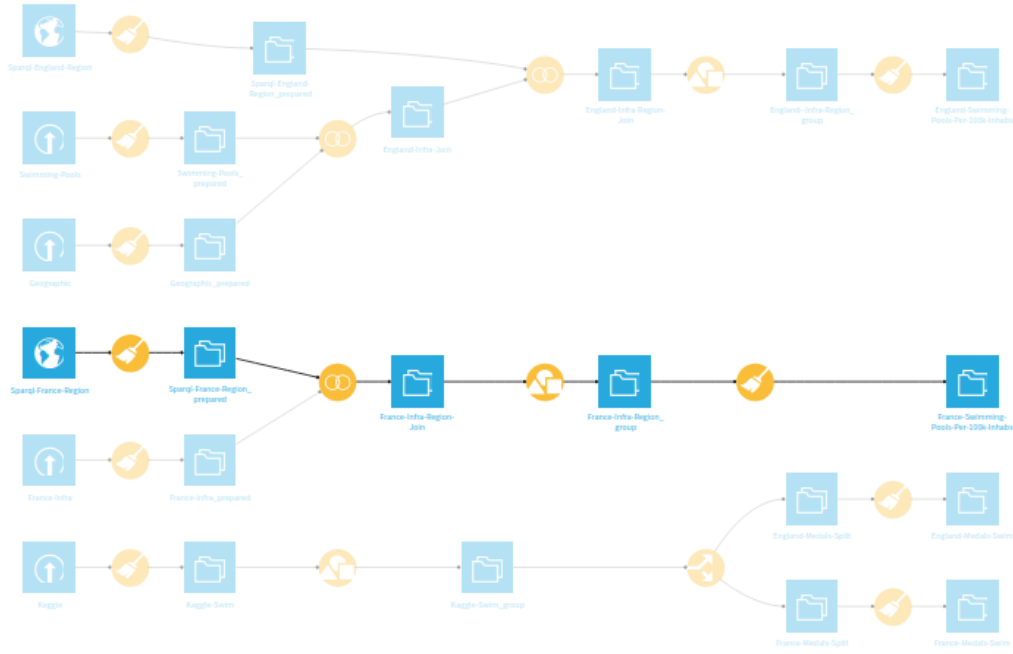 Sparql-England-Region
Sparql-England-
Region_prepared
England-Infra-Region-
Join
England--Infra-Region_
group
England-Swimming-
Pools-Per-100k-Inhabs
England-Infra-Join
Swimming-Pools
Swimming-Pools_
prepared
Geographic
Geographic_prepared
Sparql-France-Region
Sparql-France-Region_
prepared
France-Infra-Region-
Join
France-Infra-Region_
group
France-Swimming-
Pools-Per-100k-Inhabs
France-Infra
France-Infra_prepared
England-Medals-Split
England-Medals-Swim
Kaggle
Kaggle-Swim
Kaggle-Swim_group
France-Medals-Split
France-Medals-Swim